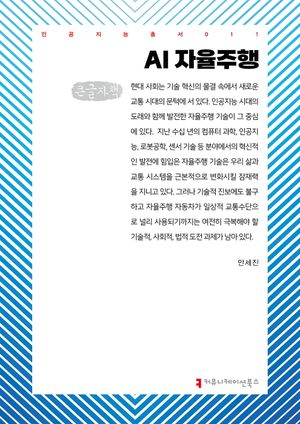 인공지능총서011
AI 자율주행
큰글자책
현대 사회는 기술 혁신의 물결 속에서 새로운
교통 시대의 문턱에 서 있다. 인공지능 시대의
도래와 함께 발전한 자율주행 기술이 그 중심
에 있다. 지난 수십 년의 컴퓨터 과학, 인공지
능, 로봇공학, 센서 기술 등 분야에서의 혁신적
인 발전에 힘입은 자율주행 기술은 우리 삶과
교통 시스템을 근본적으로 변화시킬 잠재력
을 지니고 있다. 그러나 기술적 진보에도 불구
하고 자율주행 자동차가 일상적 교통수단으
로 널리 사용되기까지는 여전히 극복해야 할
기술적, 사회적, 법적 도전 과제가 남아 있다.
안세진
커뮤니케이션북스